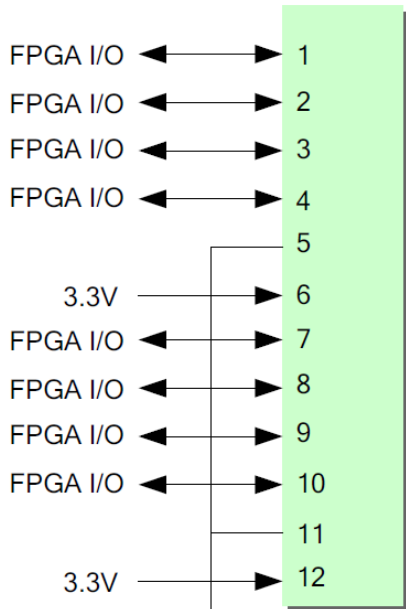 FPGA I/O 1
FPGA I/O 2
FPGA I/O 3
FPGA I/O 4
5
3.3V 6
FPGA I/O 7
FPGA I/O 8
FPGA I/O 9
FPGA I/O 10
11
3.3V 12